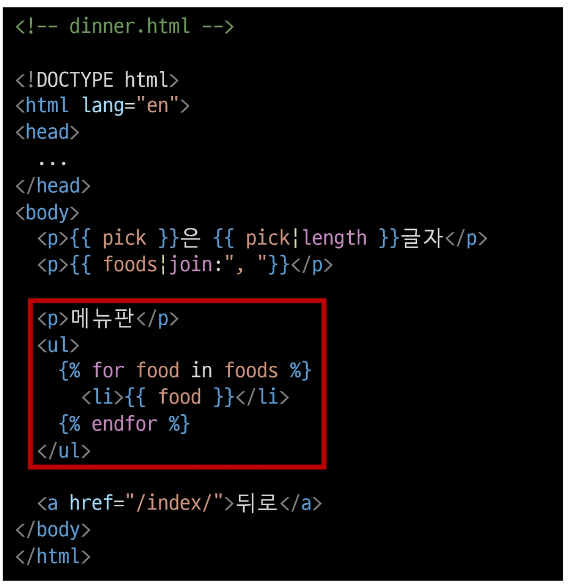 <!-- dinner.html -->
<!DOCTYPE html>
<html lang="en">
<head>
...
</head>
<body>
<p>{{ pick }}은 {{ pick|length }}글자</p>
<p>{{ foods|join:", "}}</p>
<p>메뉴판</p>
<ul>
{% for food in foods %}
<li>{{ food }}</li>
{% endfor %}
</ul>
<a href="/index/">뒤로</a>
</body>
</html>